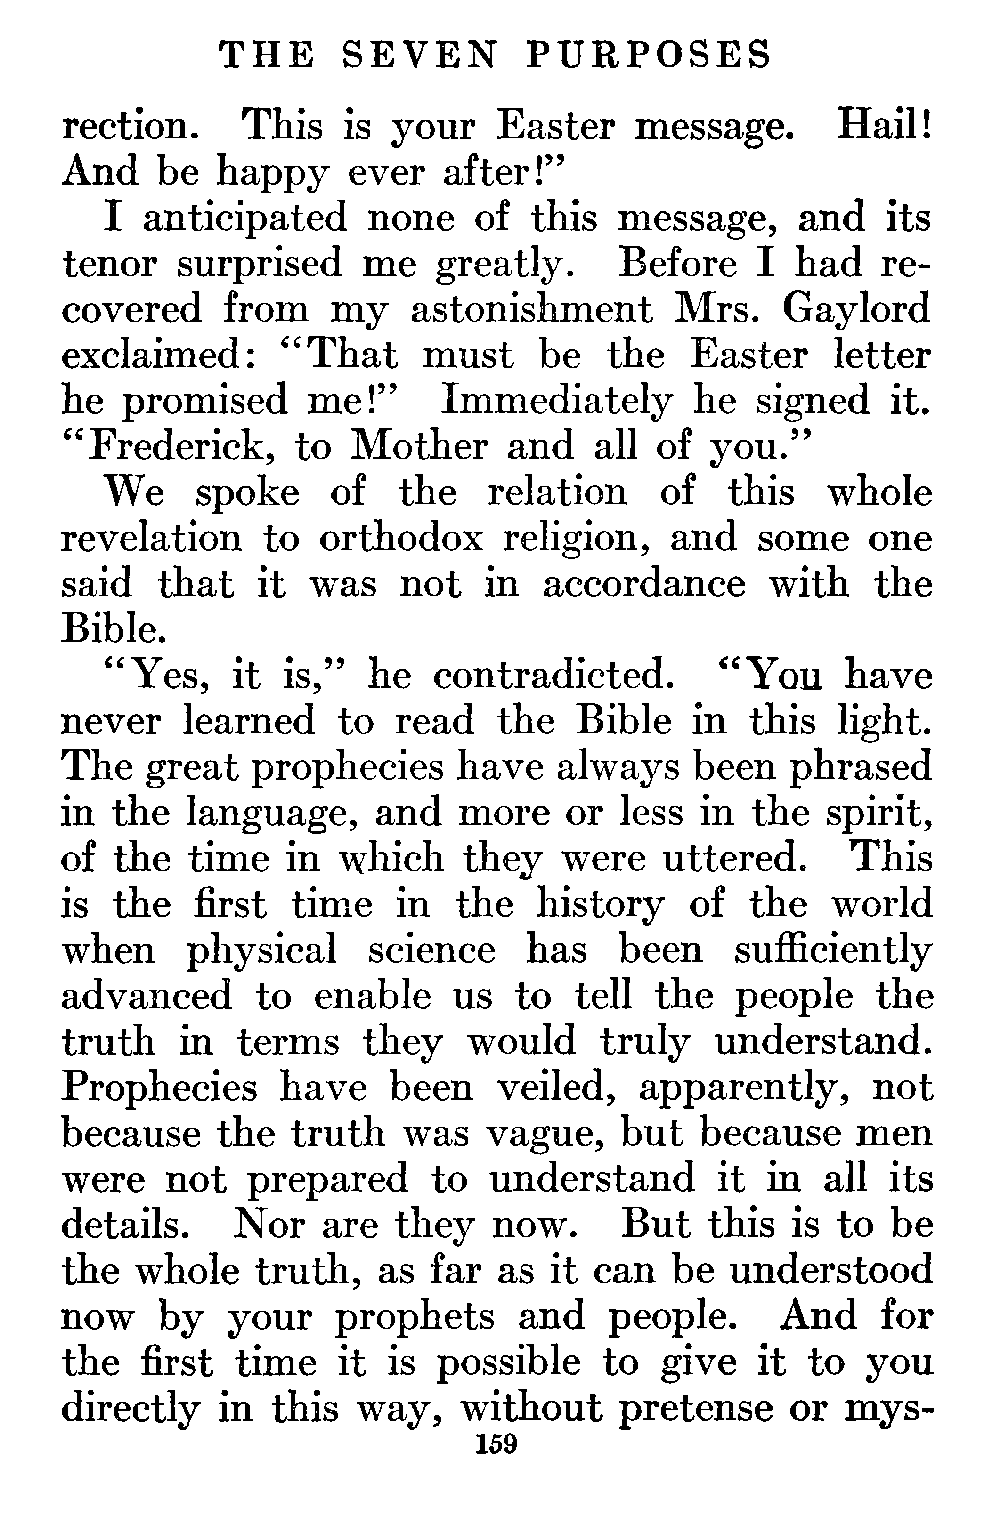 THE SEVEN PURPOSES
rection. This is your Easter message. Hail!
And be happy ever after!”
I anticipated none of this message, and its
tenor surprised me greatly. Before I had re-
covered from my astonishment Mrs. Gaylord
exclaimed: “That must be the Easter letter
he promised me!” Immediately he signed it.
“Frederick, to Mother and all of you.”
We spoke of the relation of this whole
revelation to orthodox religion, and some one
said that it was not in accordance with the
Bible.
“Yes, it is,” he contradicted. “You have
never learned to read the Bible in this light.
The great prophecies have always been phrased
in the language, and more or less in the spirit,
of the time in which they were uttered. This
is the first time in the history of the world
when physical science has been sufficiently
advanced to enable us to tell the people the
truth in terms they would truly understand.
Prophecies have been veiled, apparently, not
because the truth was vague, but because men
were not prepared to understand it in all its
details. Nor are they now. But this is to be
the whole truth, as far as it can be understood
now by your prophets and people. And for
the first time it is possible to give it to you
directly in this way, without pretense or mys-
159